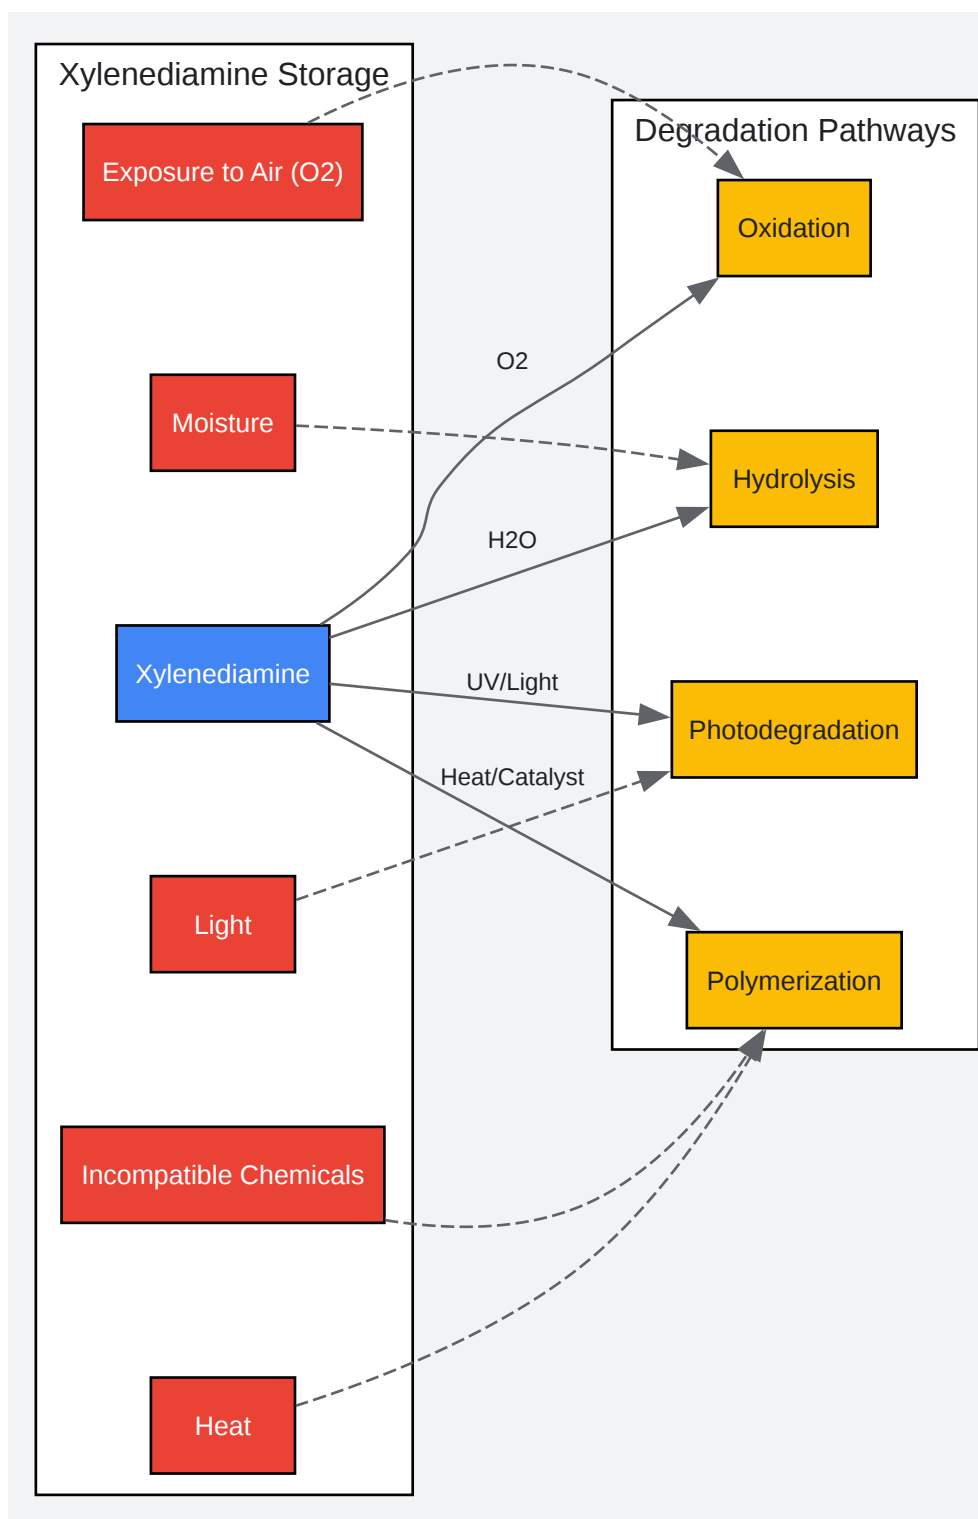 Xylenediamine Storage
Exposure to Air (O2)
Moisture
Xylenediamine
Light
Incompatible Chemicals
Heat
O2
H2O
UV/Light
Heat/Catalyst
Degradation Pathways
Oxidation
Hydrolysis
Photodegradation
Polymerization